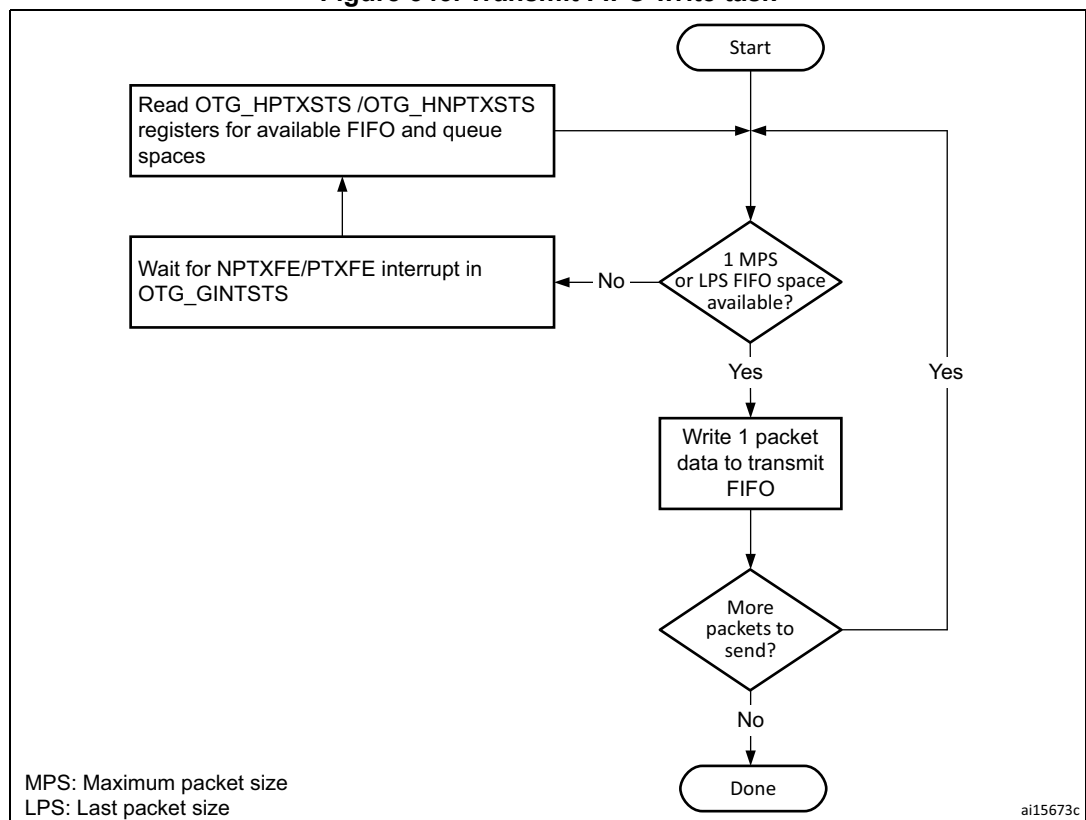 Start
Read OTG_HPTXSTS /OTG_HNPTXSTS
registers for available FIFO and queue
spaces
1 MPS
or LPS FIFO space
available?
Wait for NPTXFE/PTXFE interrupt in
OTG_GINTSTS
No
Yes
Yes
Write 1 packet
data to transmit
FIFO
More
packets to
send?
No
Done
MPS: Maximum packet size
LPS: Last packet size
ai15673c